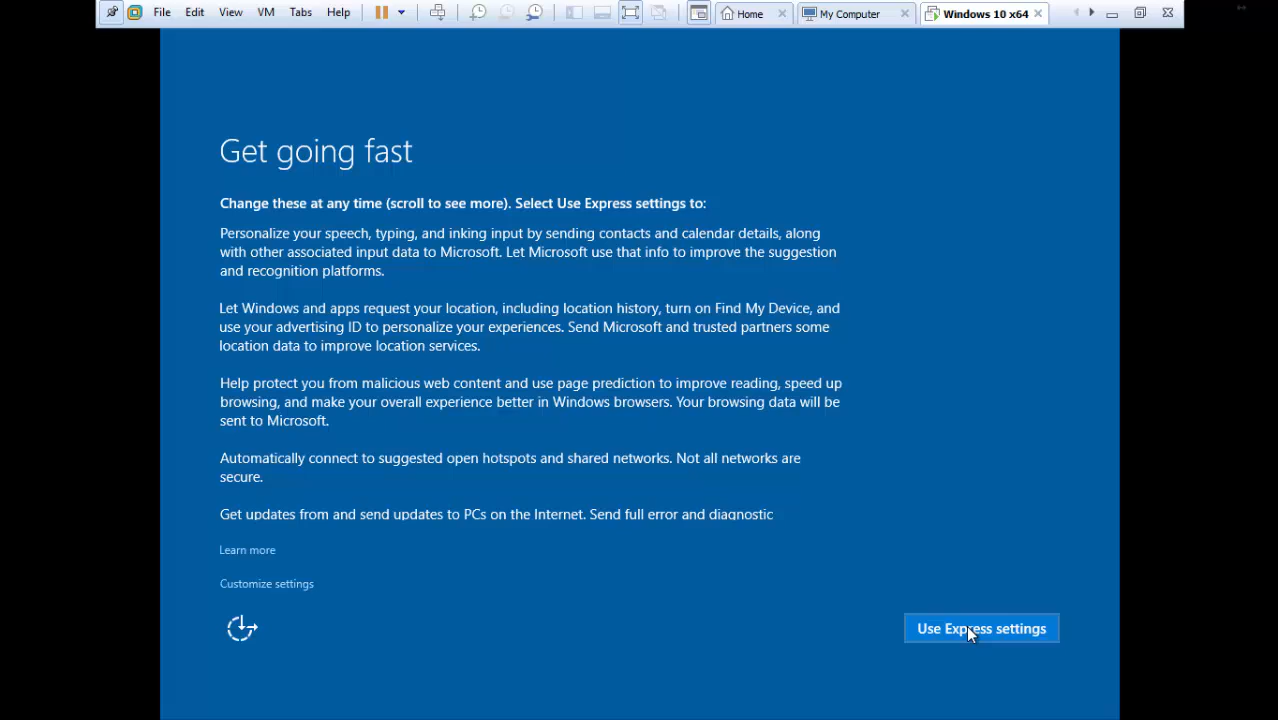 File Edit View VM Tabs Help Home My Computer Windows 10 x64
Get going fast
Change these at any time (scroll to see more). Select Use Express settings to:
Personalize your speech, typing, and inking input by sending contacts and calendar details, along
with other associated input data to Microsoft. Let Microsoft use that info to improve the suggestion
and recognition platforms.
Let Windows and apps request your location, including location history, turn on Find My Device, and
use your advertising ID to personalize your experiences. Send Microsoft and trusted partners some
location data to improve location services.
Help protect you from malicious web content and use page prediction to improve reading, speed up
browsing, and make your overall experience better in Windows browsers. Your browsing data will be
sent to Microsoft.
Automatically connect to suggested open hotspots and shared networks. Not all networks are
secure.
Get updates from and send updates to PCs on the Internet. Send full error and diagnostic
Learn more
Customize settings
Use Express settings